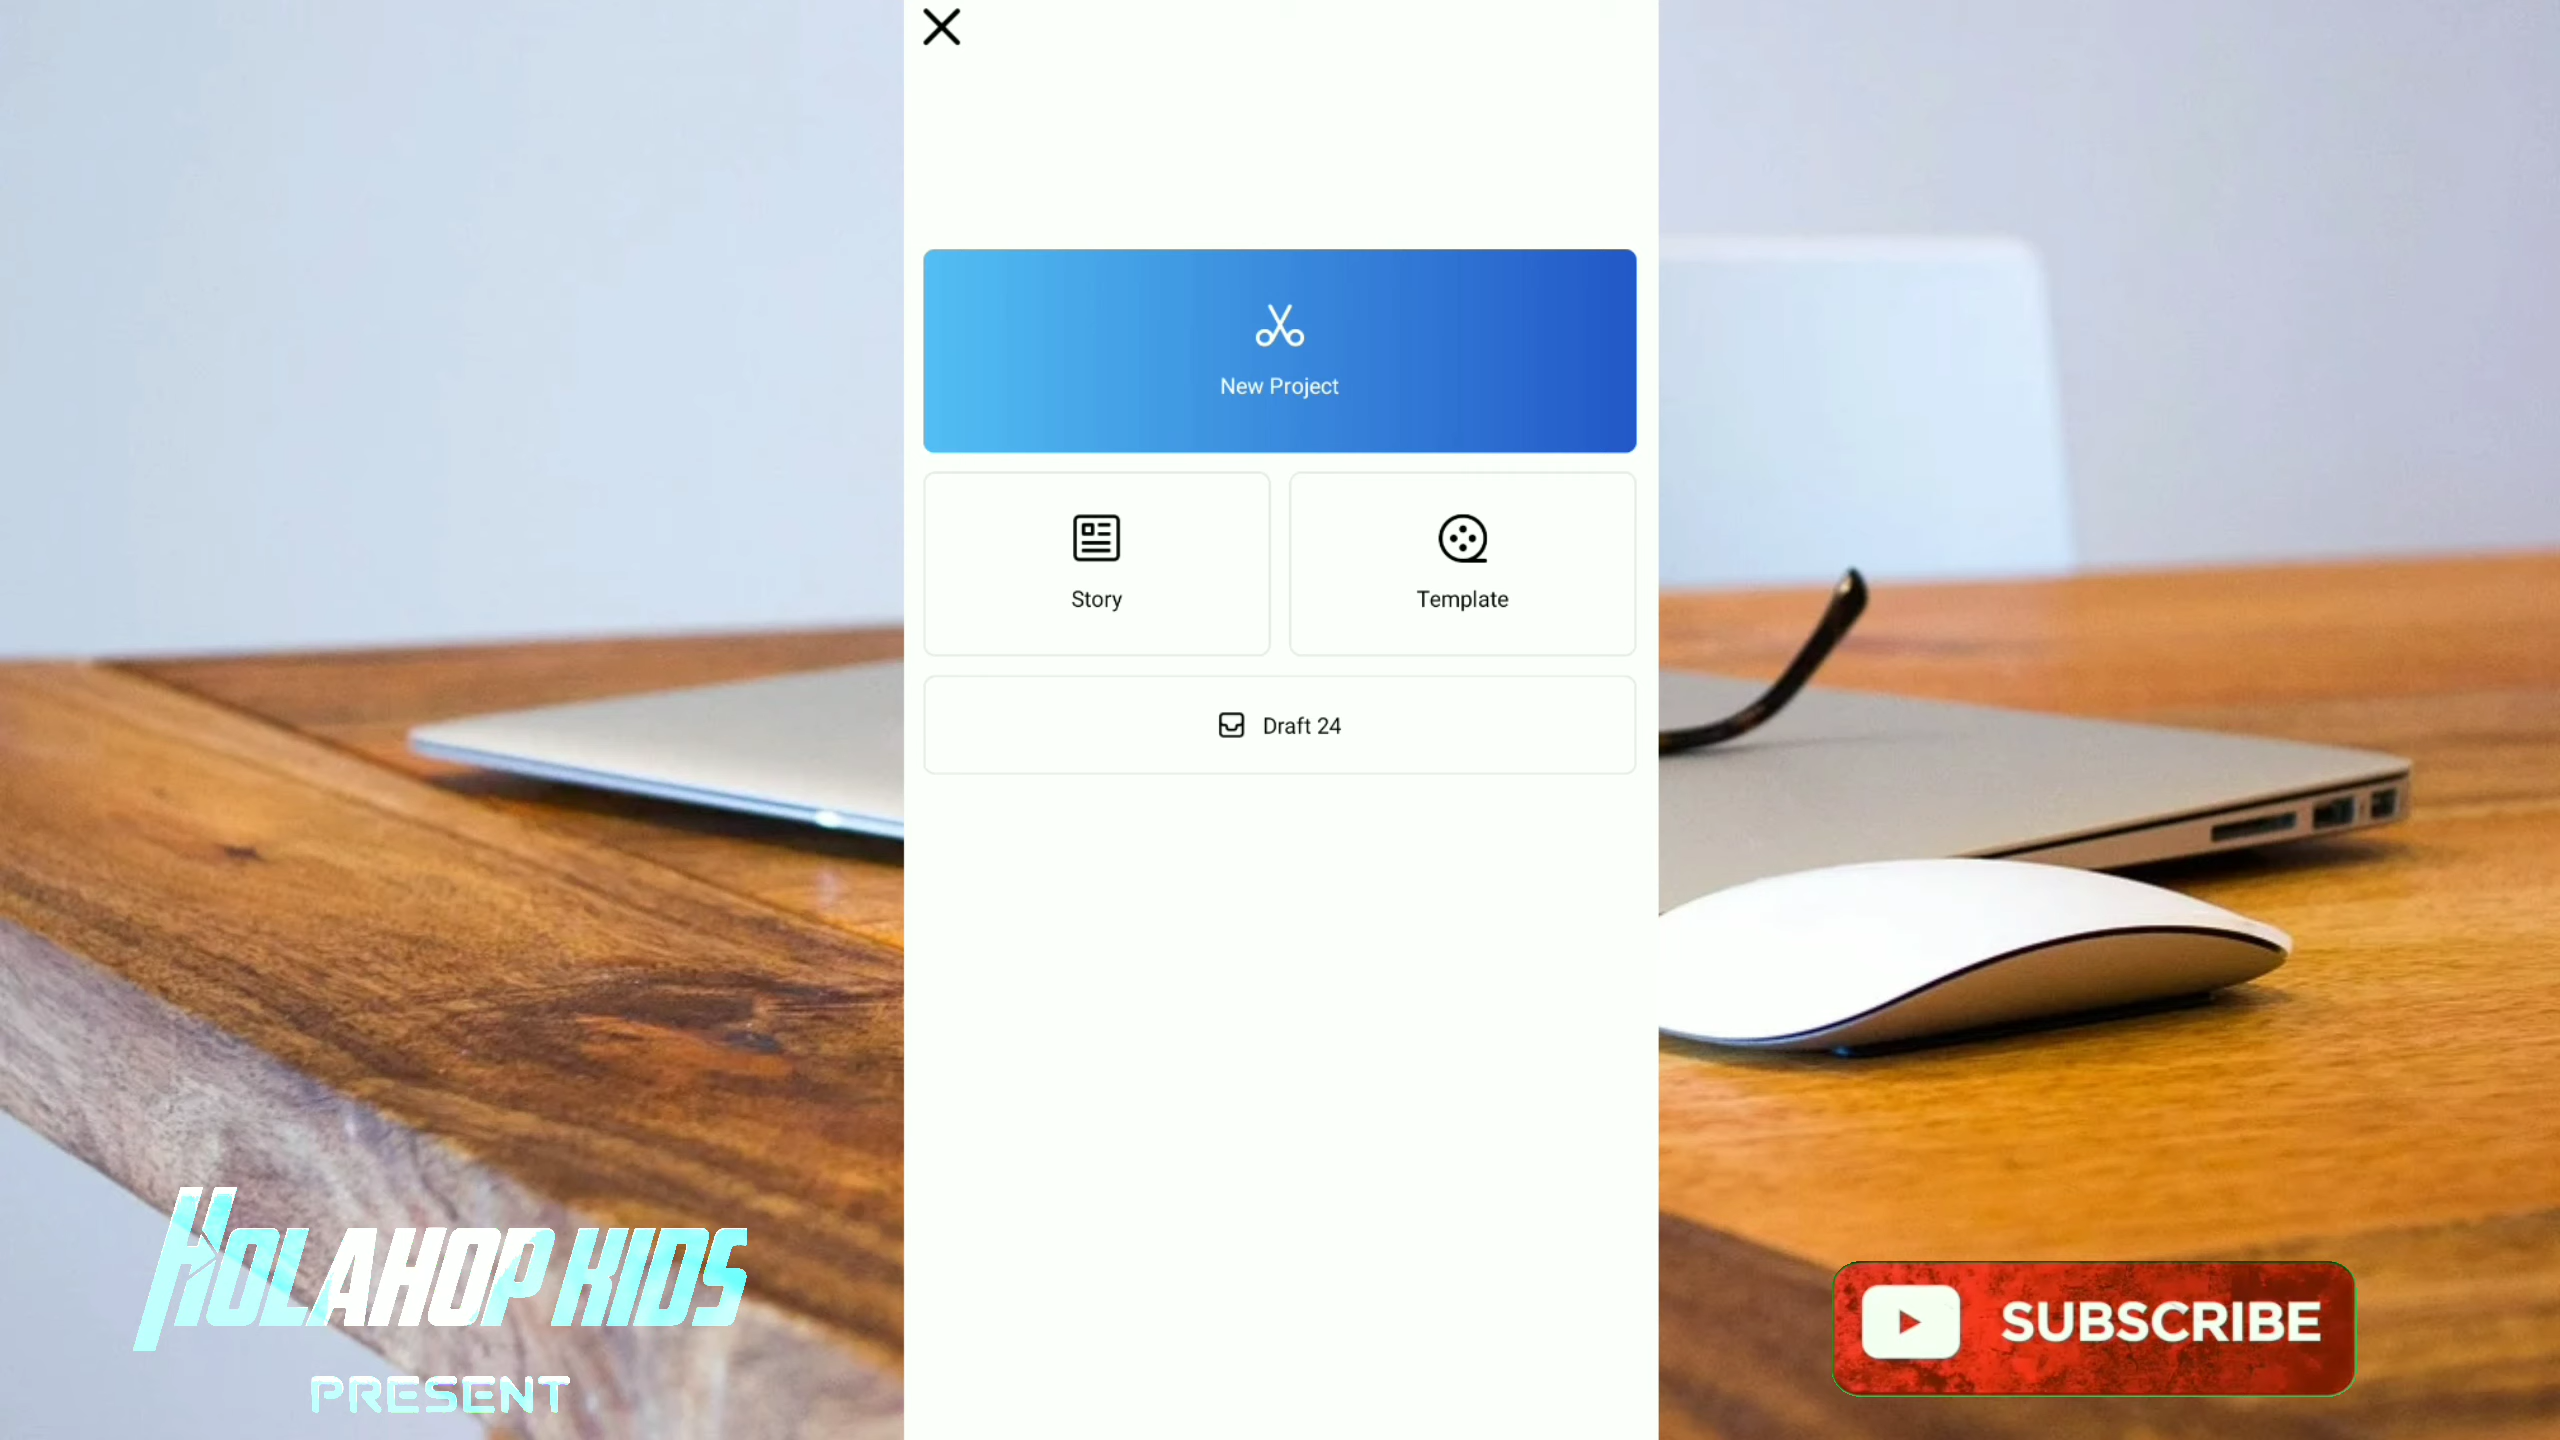 New Project
Story
Template
Draft 24
HOLAHOP KIDS
PRESENT
SUBSCRIBE